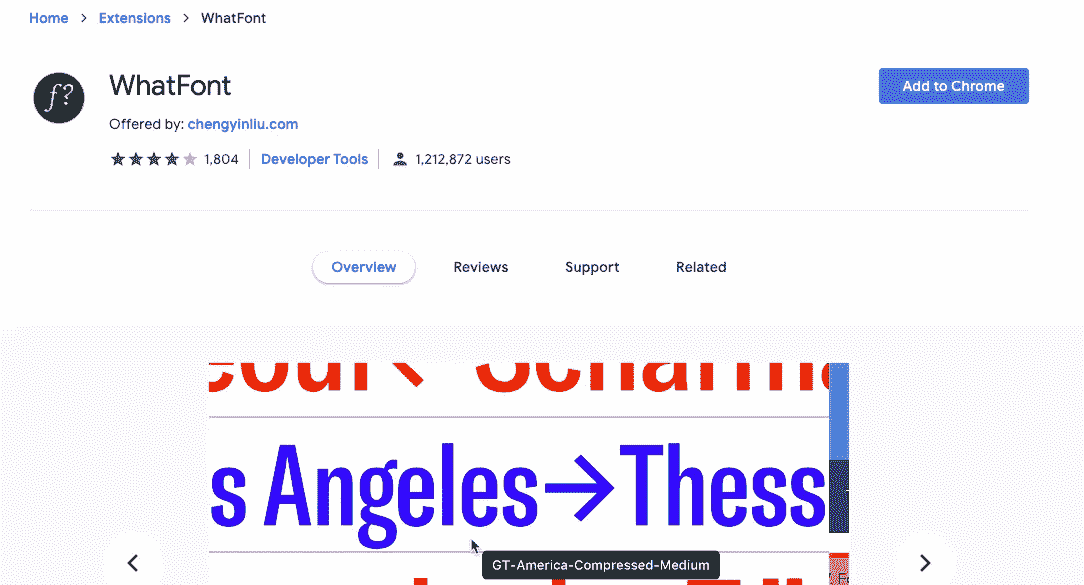 Home > Extensions > WhatFont
f?
WhatFont
Add to Chrome
Offered by: chengyinliu.com
1,804 Developer Tools 1,212,872 users
Overview Reviews Support Related
s Angeles→Thess
GT-America-Compressed-Medium